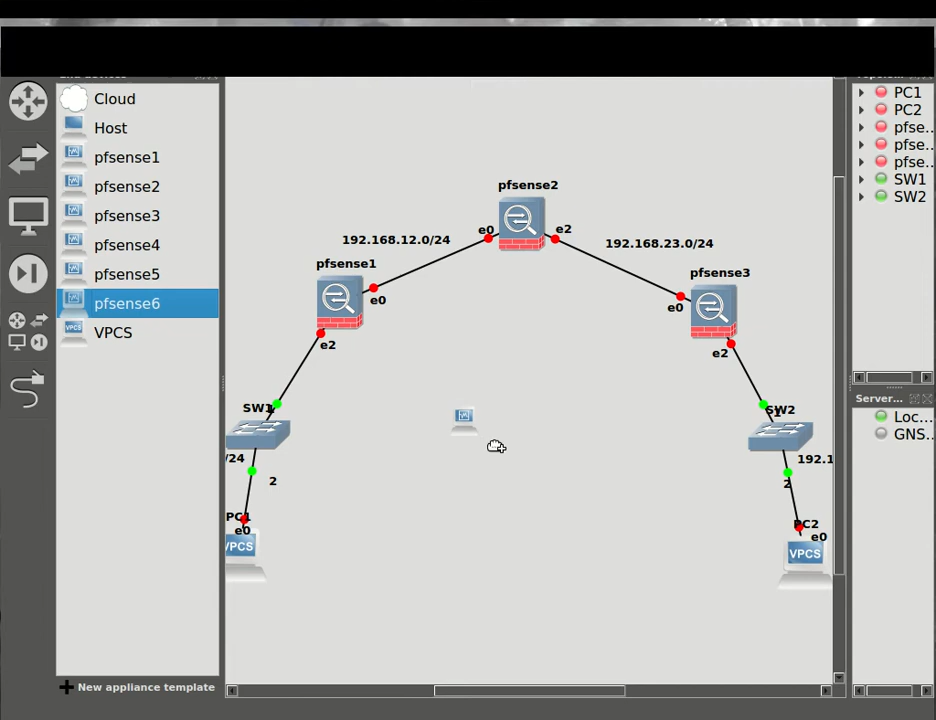 Cloud
Host
pfsense1
pfsense2
pfsense3
pfsense4
pfsense5
pfsense6
VPCS
VPCS
New appliance template
pfsense2
e0
e2
192.168.12.0/24
192.168.23.0/24
pfsense1
pfsense3
e0
e0
e2
e2
SW1
SW2
1
/24
192.1
2
2
PC1
PC2
e0
e0
VPCS
VPCS
PC1
PC2
pfse..
pfse..
pfse..
SW1
SW2
Server...
Loc...
GNS..